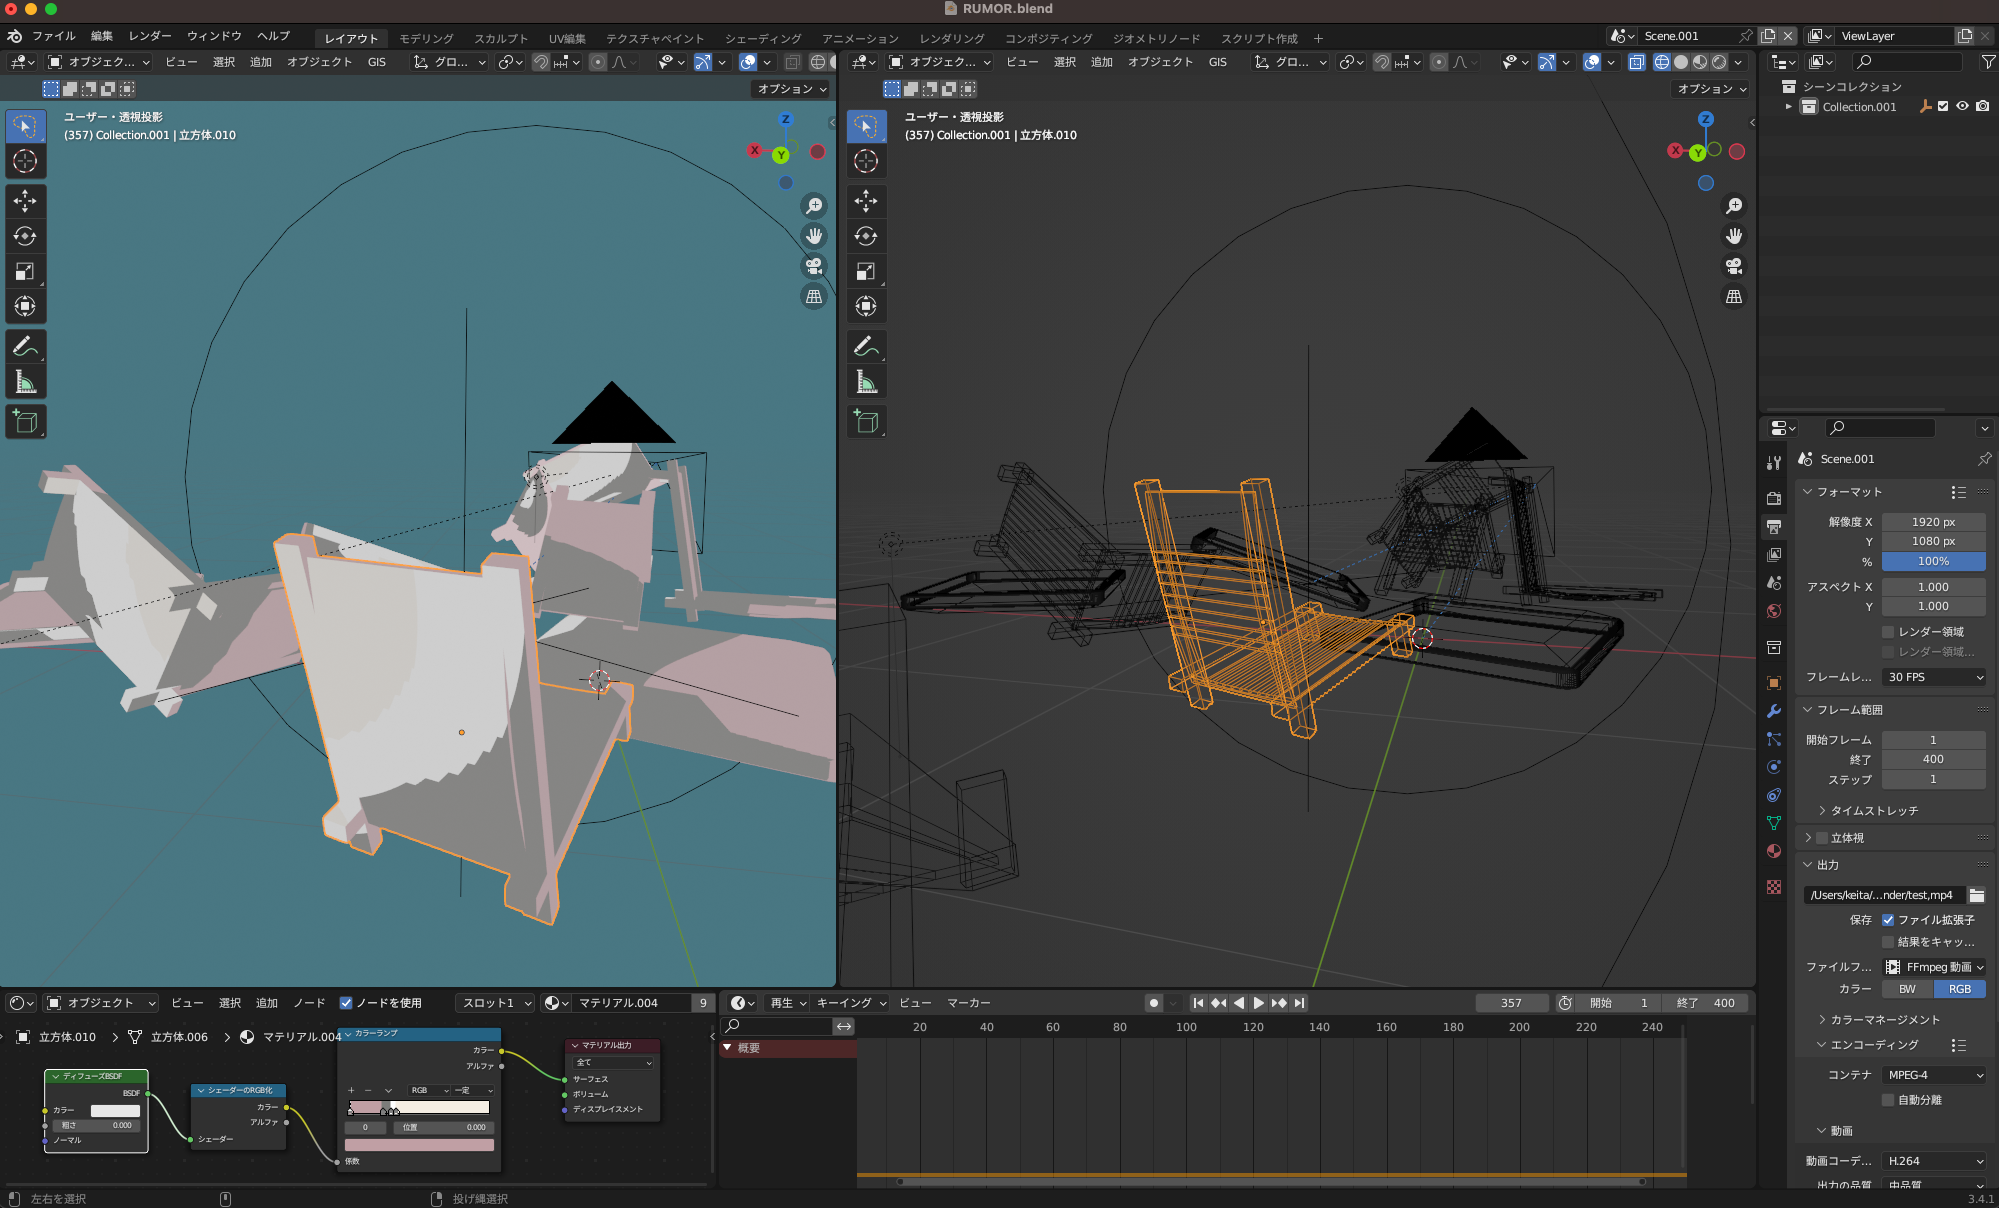 RUMOR.blend
ファイル 編集 レンダー ウィンドウ ヘルプ レイアウト モデリング スカルプト UV編集 テクスチャペイント シェーディング アニメーション レンダリング コンポジティング ジオメトリノード スクリプト作成 + Scene.001 ViewLayer
オブジェク... ビュー 選択 追加 オブジェクト GIS グロ...
オブジェク... ビュー 選択 追加 オブジェクト GIS グロ...
オプション
オプション
ユーザー・透視投影
(357) Collection.001 | 立方体.010
Z
X
Y
ユーザー・透視投影
(357) Collection.001 | 立方体.010
Z
X
Y
シーンコレクション
Collection.001
Scene.001
フォーマット
解像度 X 1920 px
Y 1080 px
% 100%
アスペクト X 1.000
Y 1.000
レンダー領域
レンダー領域...
フレームレ... 30 FPS
フレーム範囲
開始フレーム 1
終了 400
ステップ 1
タイムストレッチ
立体視
出力
/Users/keita/...nder/test,mp4
保存 ファイル拡張子
結果をキャッ...
ファイルフ... FFmpeg 動画
カラー BW RGB
カラーマネージメント
エンコーディング
コンテナ MPEG-4
自動分離
動画
動画コーデ... H.264
出力の品質 中品質
オブジェクト ビュー 選択 追加 ノード ノードを使用 スロット1 マテリアル.004 9
立方体.010 > 立方体.006 > マテリアル.004
ディフューズBSDF
BSDF
カラー
粗さ 0.000
ノーマル
シェーダーのRGB化
カラー
アルファ
シェーダー
カラーランプ
カラー
アルファ
+ − RGB 一定
0 位置 0.000
係数
マテリアル出力
全て
サーフェス
ボリューム
ディスプレイスメント
再生 キーイング ビュー マーカー 357 開始 1 終了 400
20 40 60 80 100 120 140 160 180 200 220 240
概要
左右を選択 投げ縄選択 3.4.1